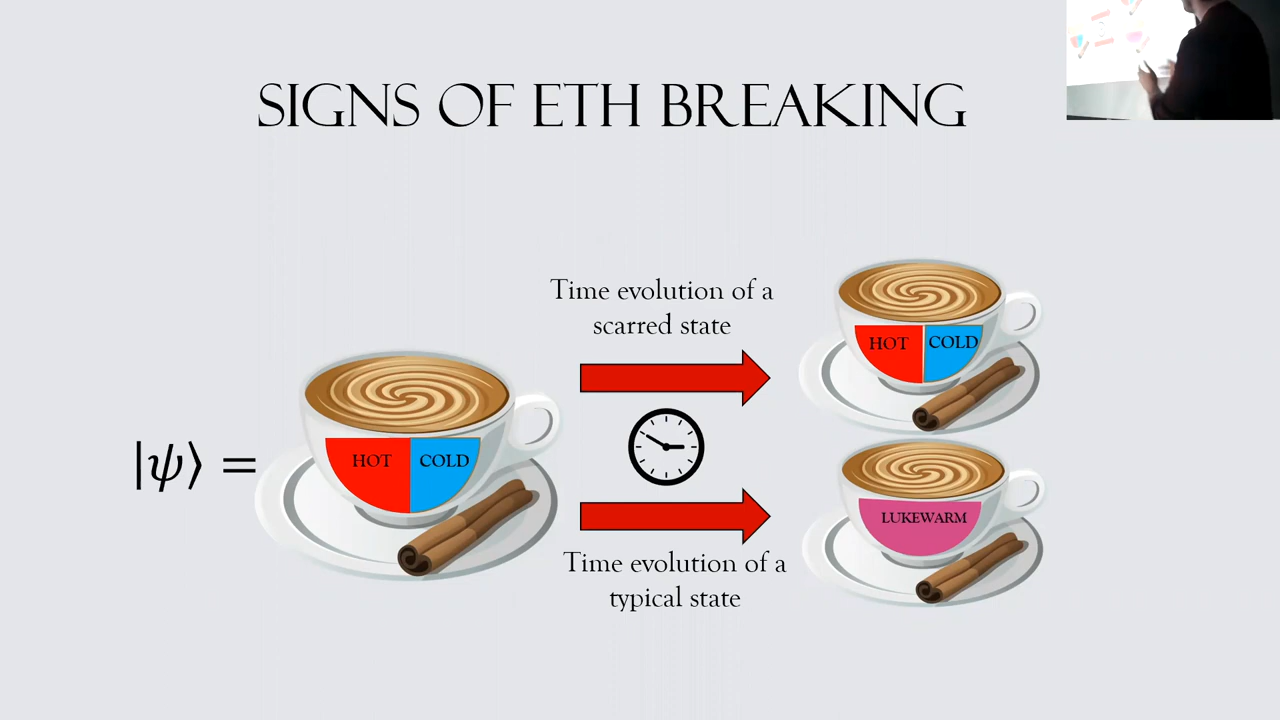 SIGNS OF ETH BREAKING
Time evolution of a
scarred state
HOT COLD
|ψ⟩ =
HOT COLD
LUKEWARM
Time evolution of a
typical state